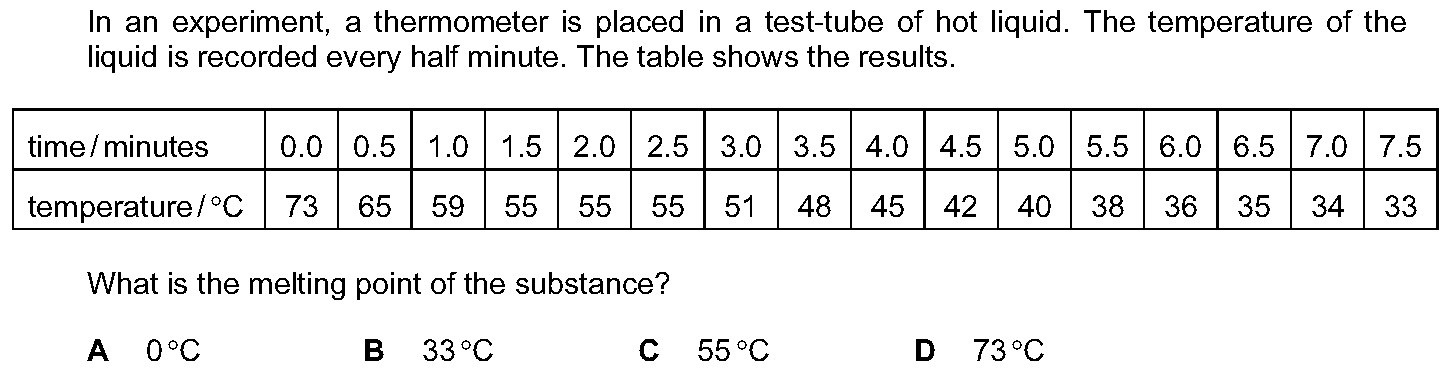 In an experiment, a thermometer is placed in a test-tube of hot liquid. The temperature of the
liquid is recorded every half minute. The table shows the results.
time / minutes 0.0 0.5 1.0 1.5 2.0 2.5 3.0 3.5 4.0 4.5 5.0 5.5 6.0 6.5 7.0 7.5
temperature / °C 73 65 59 55 55 55 51 48 45 42 40 38 36 35 34 33
What is the melting point of the substance?
A 0 °C B 33 °C C 55 °C D 73 °C